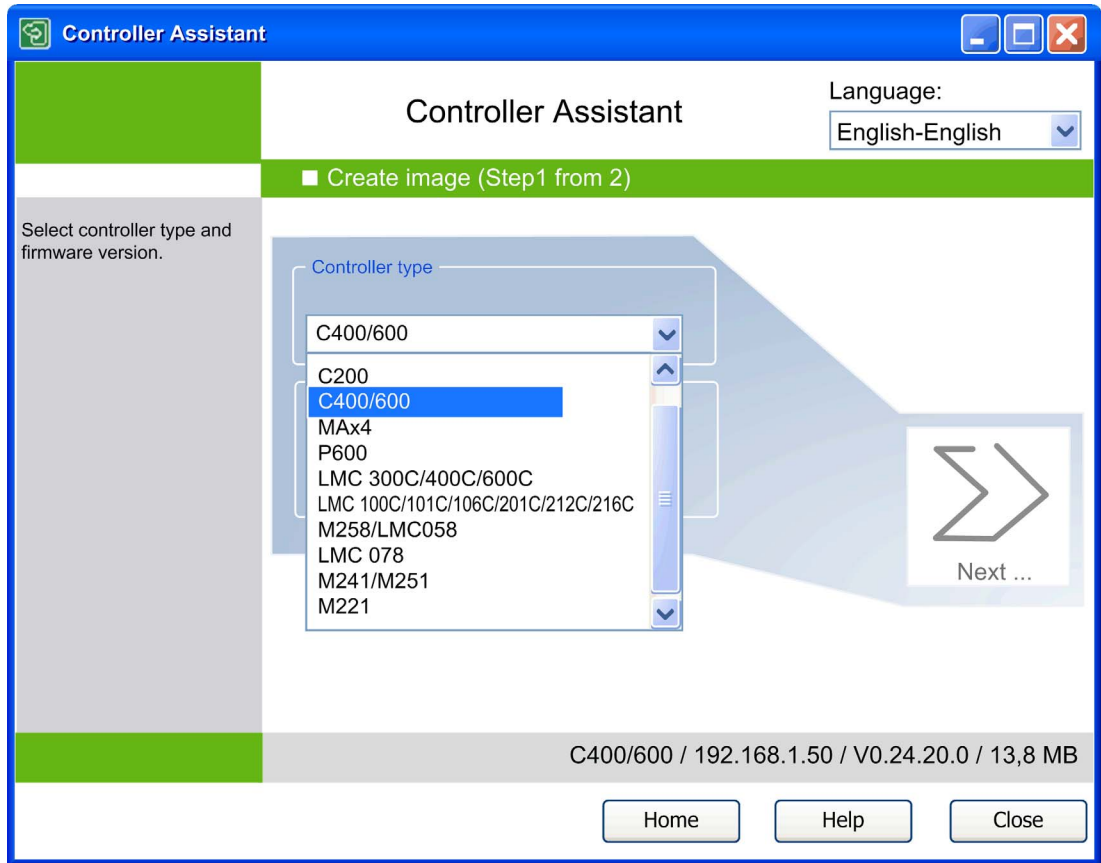 Controller Assistant
Controller Assistant
Language:
English-English
Create image (Step1 from 2)
Select controller type and
firmware version.
Controller type
C400/600
C200
C400/600
MAx4
P600
LMC 300C/400C/600C
LMC 100C/101C/106C/201C/212C/216C
M258/LMC058
LMC 078
M241/M251
M221
Next ...
C400/600 / 192.168.1.50 / V0.24.20.0 / 13,8 MB
Home
Help
Close